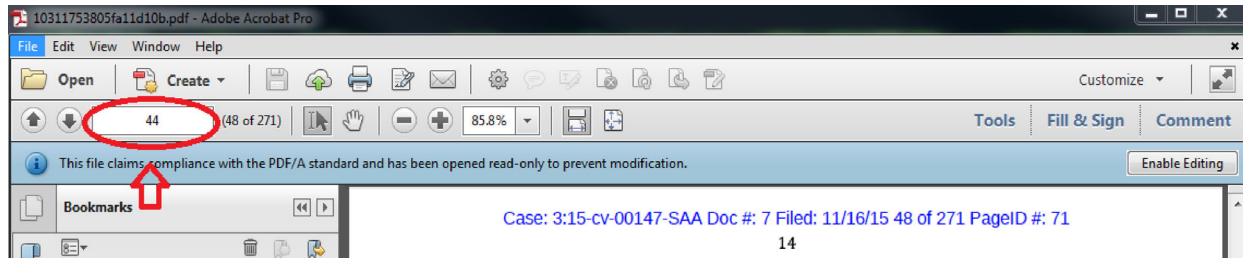 10311753805fa11d10b.pdf - Adobe Acrobat Pro
File Edit View Window Help
Open Create Customize
44 (48 of 271) 85.8% Tools Fill & Sign Comment
This file claims compliance with the PDF/A standard and has been opened read-only to prevent modification. Enable Editing
Bookmarks
Case: 3:15-cv-00147-SAA Doc #: 7 Filed: 11/16/15 48 of 271 PageID #: 71
14